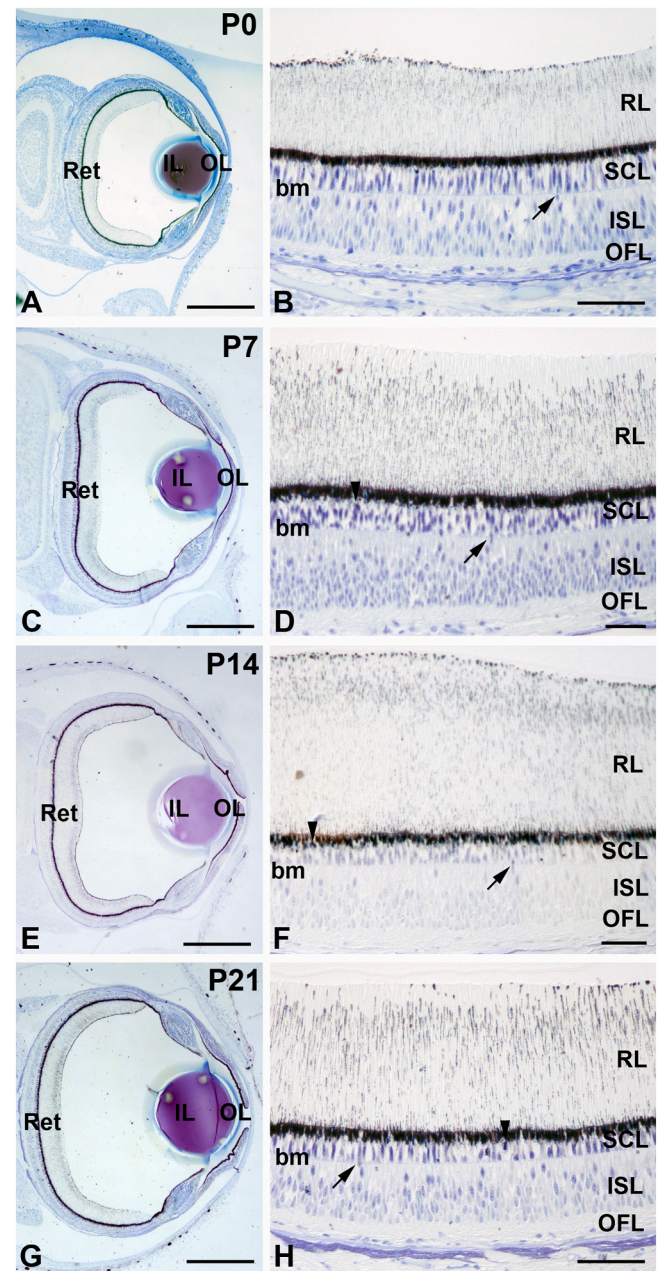 P0
Ret IL OL
A
RL
SCL
bm
ISL
OFL
B
P7
Ret IL OL
C
RL
SCL
bm
ISL
OFL
D
P14
Ret IL OL
E
RL
SCL
bm
ISL
OFL
F
P21
Ret IL OL
G
RL
SCL
bm
ISL
OFL
H